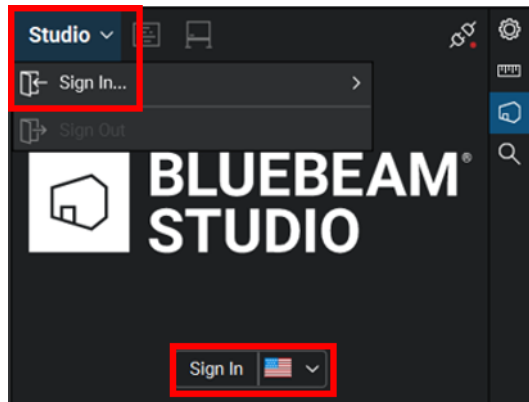 Studio
Sign In...
Sign Out
BLUEBEAM®
STUDIO
Sign In